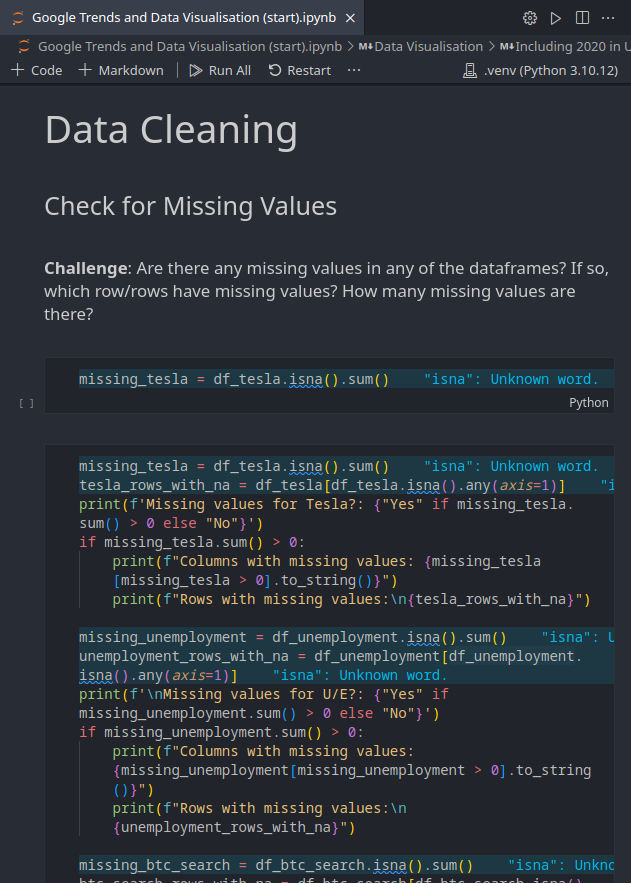 Google Trends and Data Visualisation (start).ipynb
Google Trends and Data Visualisation (start).ipynb > M↓Data Visualisation > M↓Including 2020 in U
+ Code + Markdown | Run All Restart ··· .venv (Python 3.10.12)
Data Cleaning
Check for Missing Values
Challenge: Are there any missing values in any of the dataframes? If so,
which row/rows have missing values? How many missing values are
there?
missing_tesla = df_tesla.isna().sum() "isna": Unknown word.
[ ] Python
missing_tesla = df_tesla.isna().sum() "isna": Unknown word.
tesla_rows_with_na = df_tesla[df_tesla.isna().any(axis=1)] "i
print(f'Missing values for Tesla?: {"Yes" if missing_tesla.
sum() > 0 else "No"}')
if missing_tesla.sum() > 0:
print(f"Columns with missing values: {missing_tesla
[missing_tesla > 0].to_string()}")
print(f"Rows with missing values:\n{tesla_rows_with_na}")
missing_unemployment = df_unemployment.isna().sum() "isna": U
unemployment_rows_with_na = df_unemployment[df_unemployment.
isna().any(axis=1)] "isna": Unknown word.
print(f'\nMissing values for U/E?: {"Yes" if
missing_unemployment.sum() > 0 else "No"}')
if missing_unemployment.sum() > 0:
print(f"Columns with missing values:
{missing_unemployment[missing_unemployment > 0].to_string
()}")
print(f"Rows with missing values:\n
{unemployment_rows_with_na}")
missing_btc_search = df_btc_search.isna().sum() "isna": Unkno
btc_search_rows_with_na = df_btc_search[df_btc_search.isna().